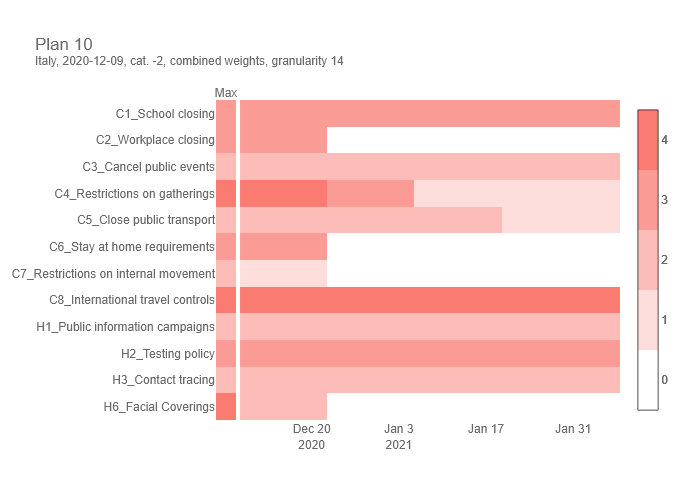 Plan 10
Italy, 2020-12-09, cat. -2, combined weights, granularity 14
Max
C1_School closing
C2_Workplace closing
C3_Cancel public events
C4_Restrictions on gatherings
C5_Close public transport
C6_Stay at home requirements
C7_Restrictions on internal movement
C8_International travel controls
H1_Public information campaigns
H2_Testing policy
H3_Contact tracing
H6_Facial Coverings
4
3
2
1
0
Dec 20 Jan 3 Jan 17 Jan 31
2020 2021